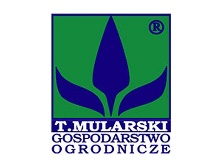 ®
T. MULARSKI
GOSPODARSTWO
OGRODNICZE